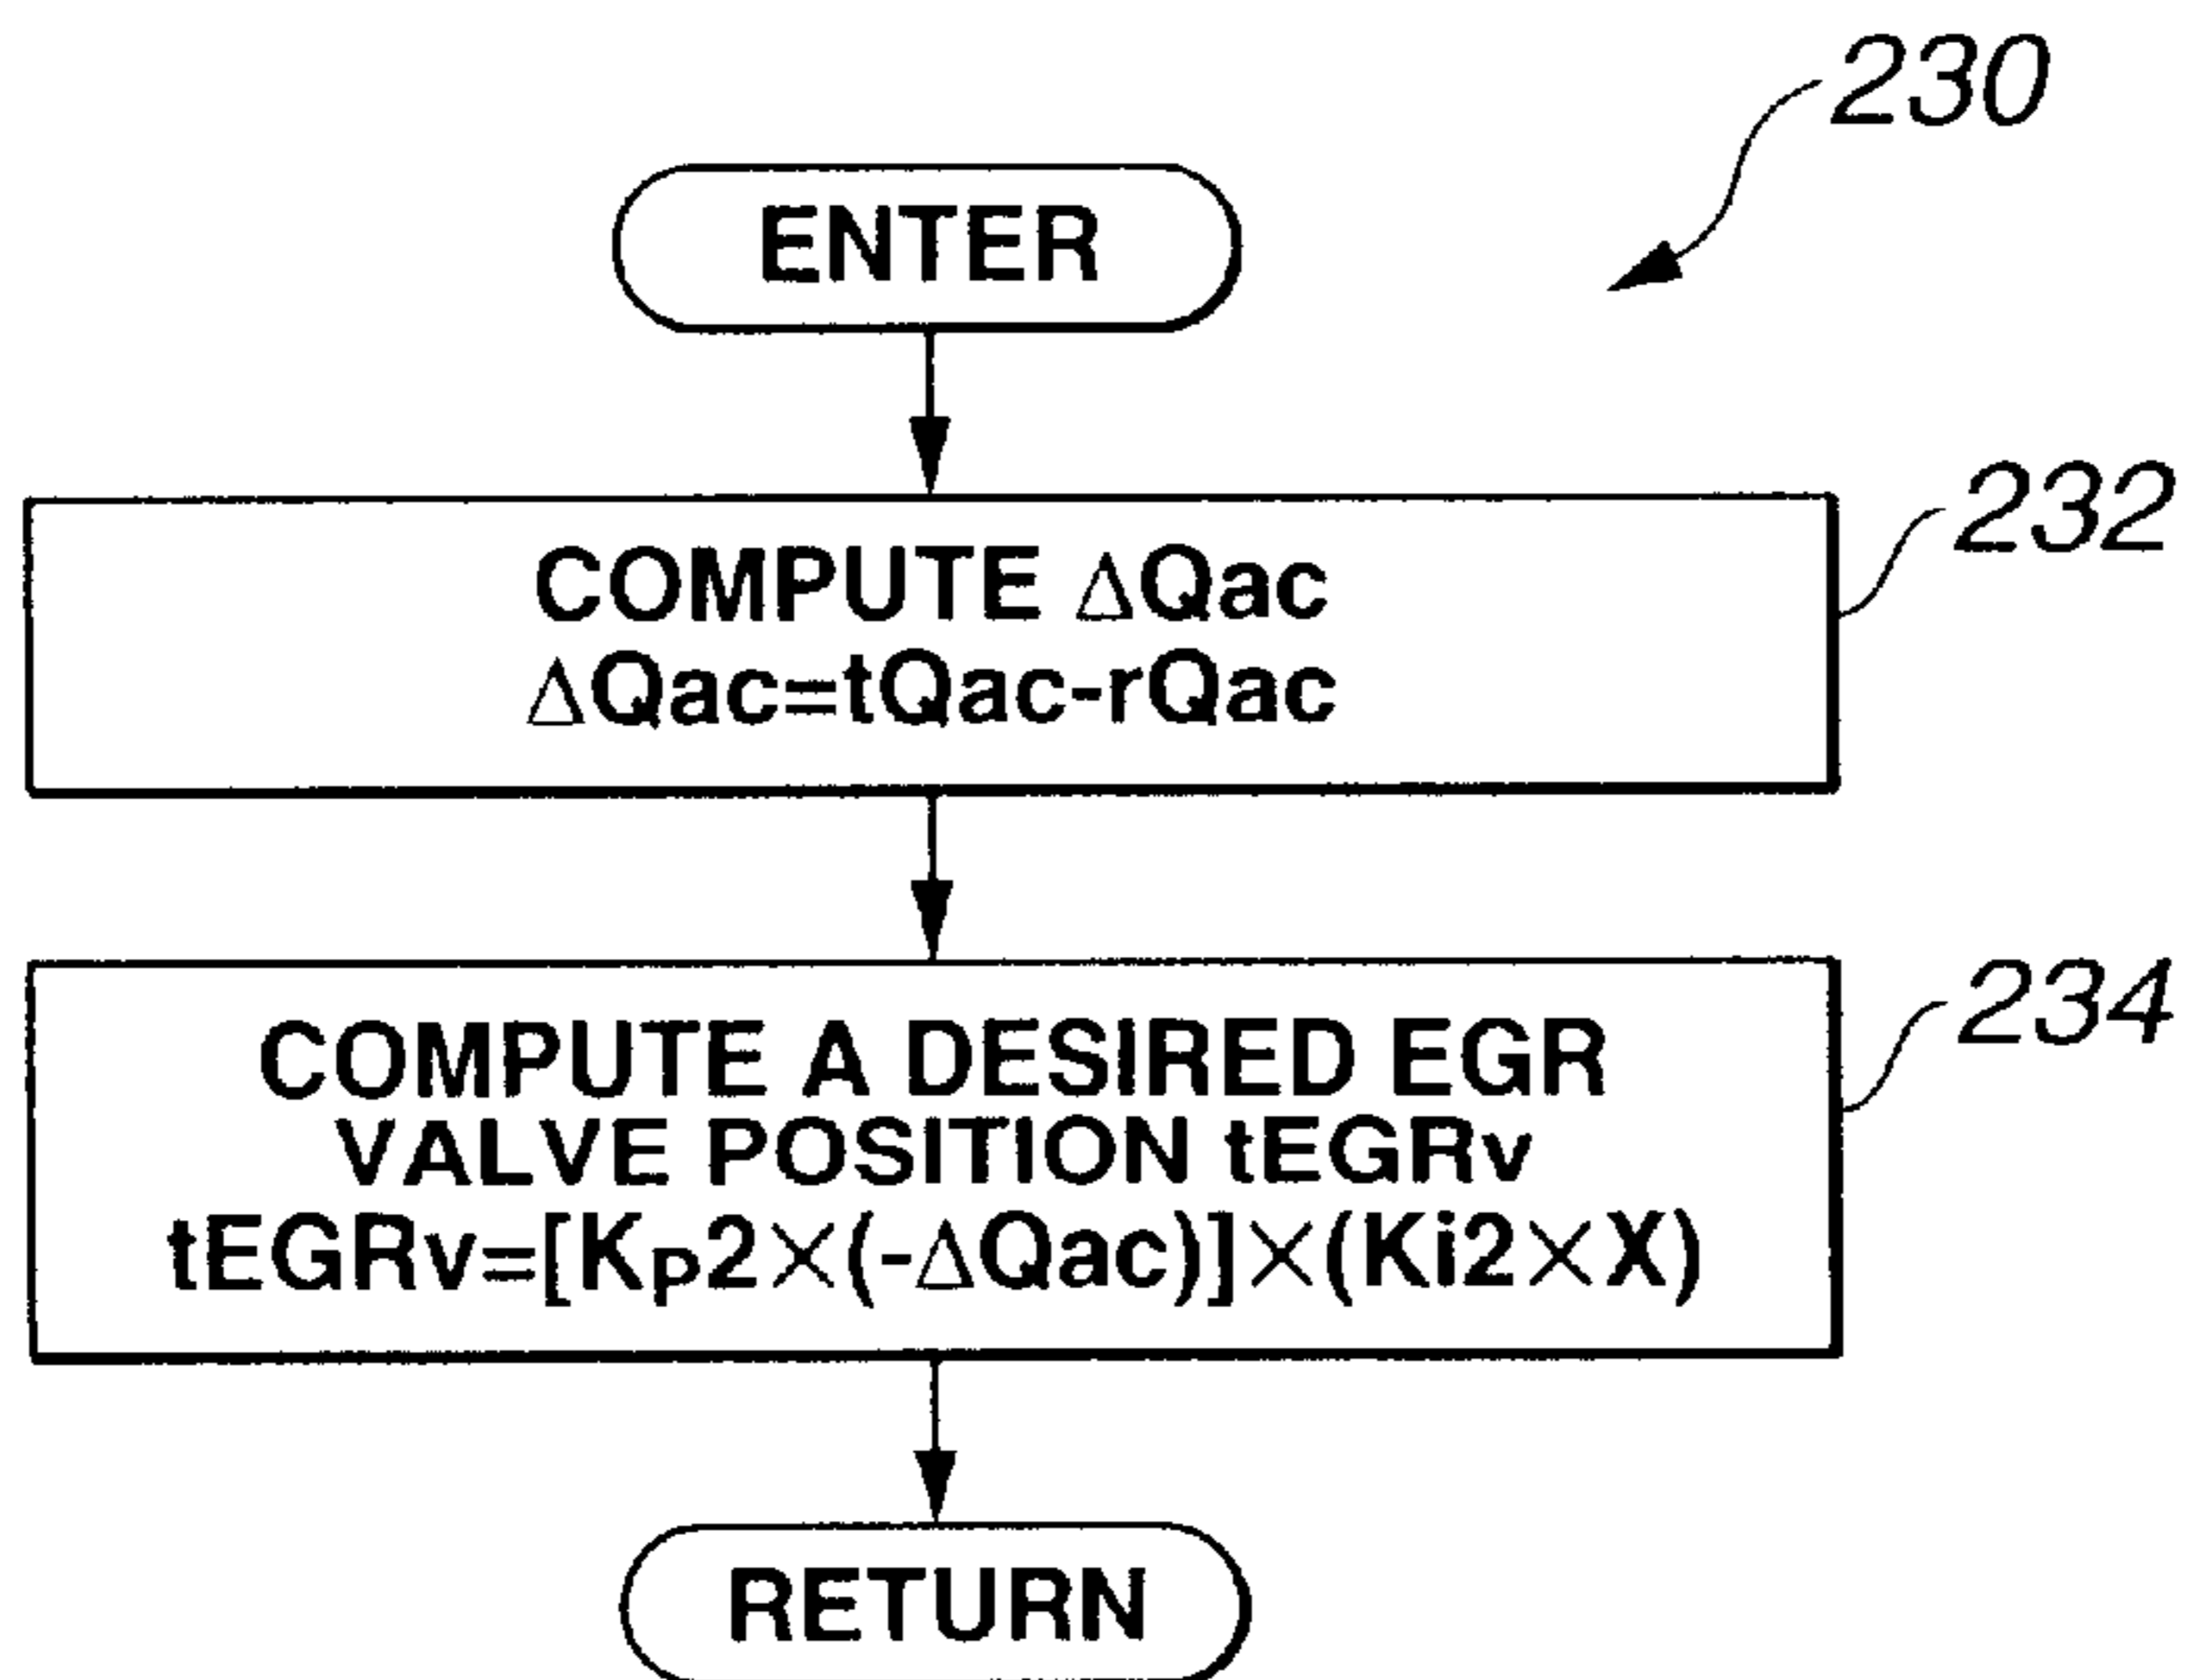 230
ENTER
232
COMPUTE ΔQac
ΔQac=tQac-rQac
234
COMPUTE A DESIRED EGR
VALVE POSITION tEGRv
tEGRv=[Kp2×(-ΔQac)]×(Ki2×X)
RETURN